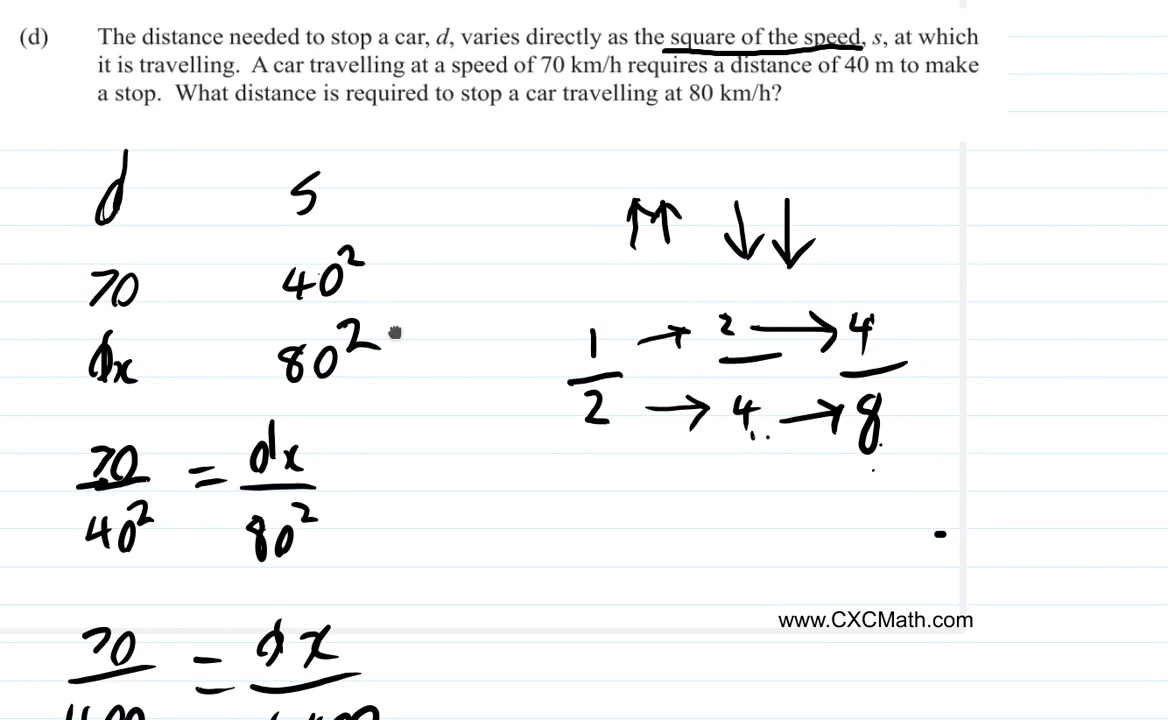 (d) The distance needed to stop a car, d, varies directly as the square of the speed, s, at which
it is travelling. A car travelling at a speed of 70 km/h requires a distance of 40 m to make
a stop. What distance is required to stop a car travelling at 80 km/h?
d s
70 40²
dx 80²
1 → 2 → 4
2 → 4 → 8
70 = dx
40² 80²
www.CXCMath.com
70 = dx